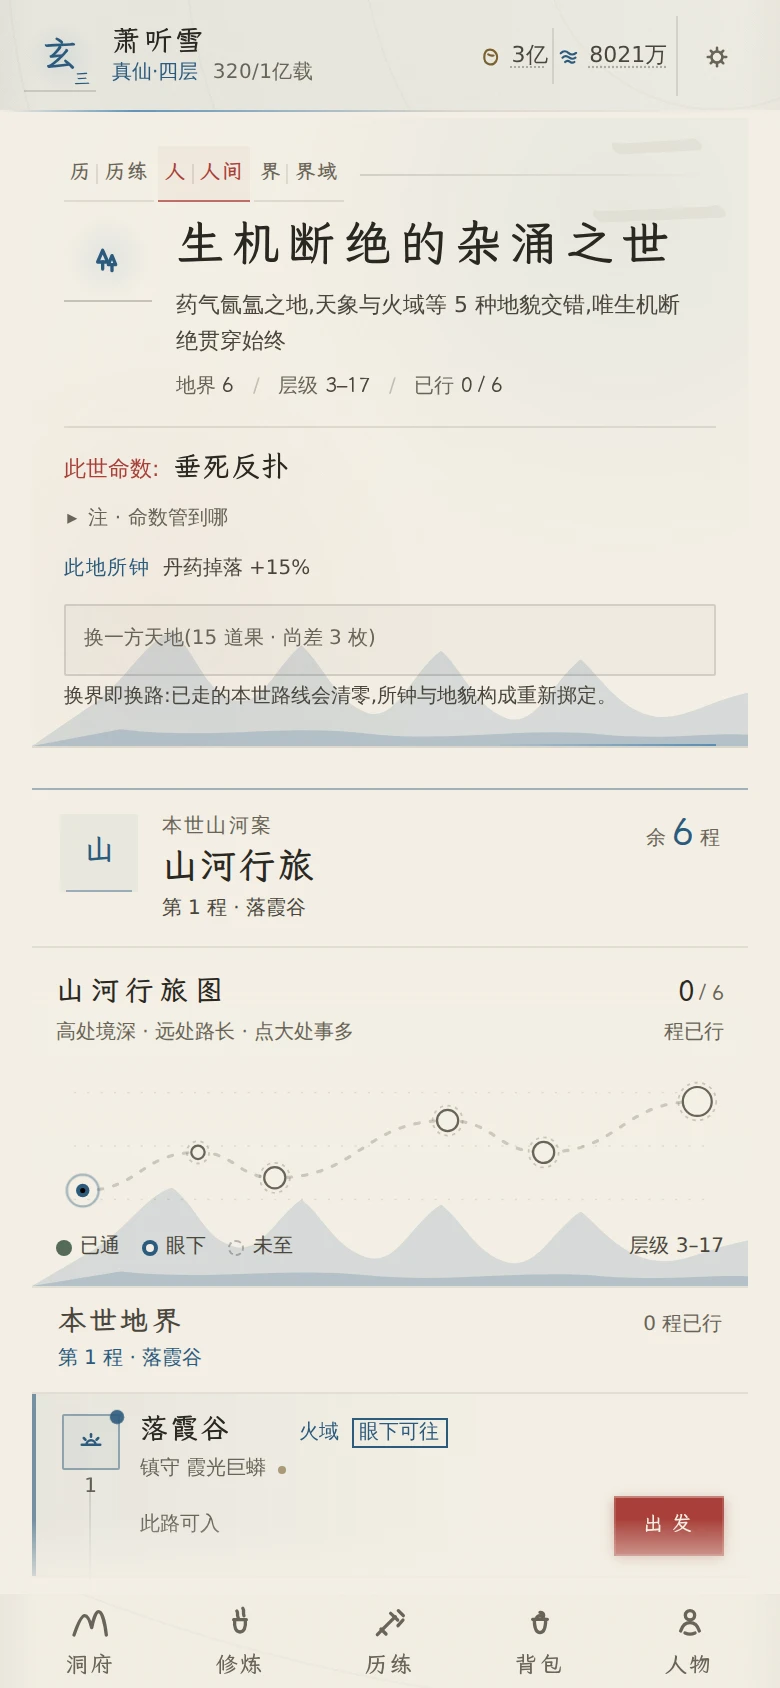 玄三
萧听雪
真仙·四层 320/1亿载
3亿 8021万
历 历练 人 人间 界 界域
生机断绝的杂涌之世
药气氤氲之地,天象与火域等 5 种地貌交错,唯生机断
绝贯穿始终
地界 6 / 层级 3–17 / 已行 0 / 6
此世命数: 垂死反扑
▸ 注 · 命数管到哪
此地所钟 丹药掉落 +15%
换一方天地(15 道果 · 尚差 3 枚)
换界即换路:已走的本世路线会清零,所钟与地貌构成重新掷定。
山
本世山河案
余 6 程
山河行旅
第 1 程 · 落霞谷
山河行旅图
0 / 6
高处境深 · 远处路长 · 点大处事多
程已行
已通 眼下 未至
层级 3–17
本世地界
0 程已行
第 1 程 · 落霞谷
落霞谷 火域 眼下可往
镇守 霞光巨蟒
1
此路可入
出发
洞府 修炼 历练 背包 人物